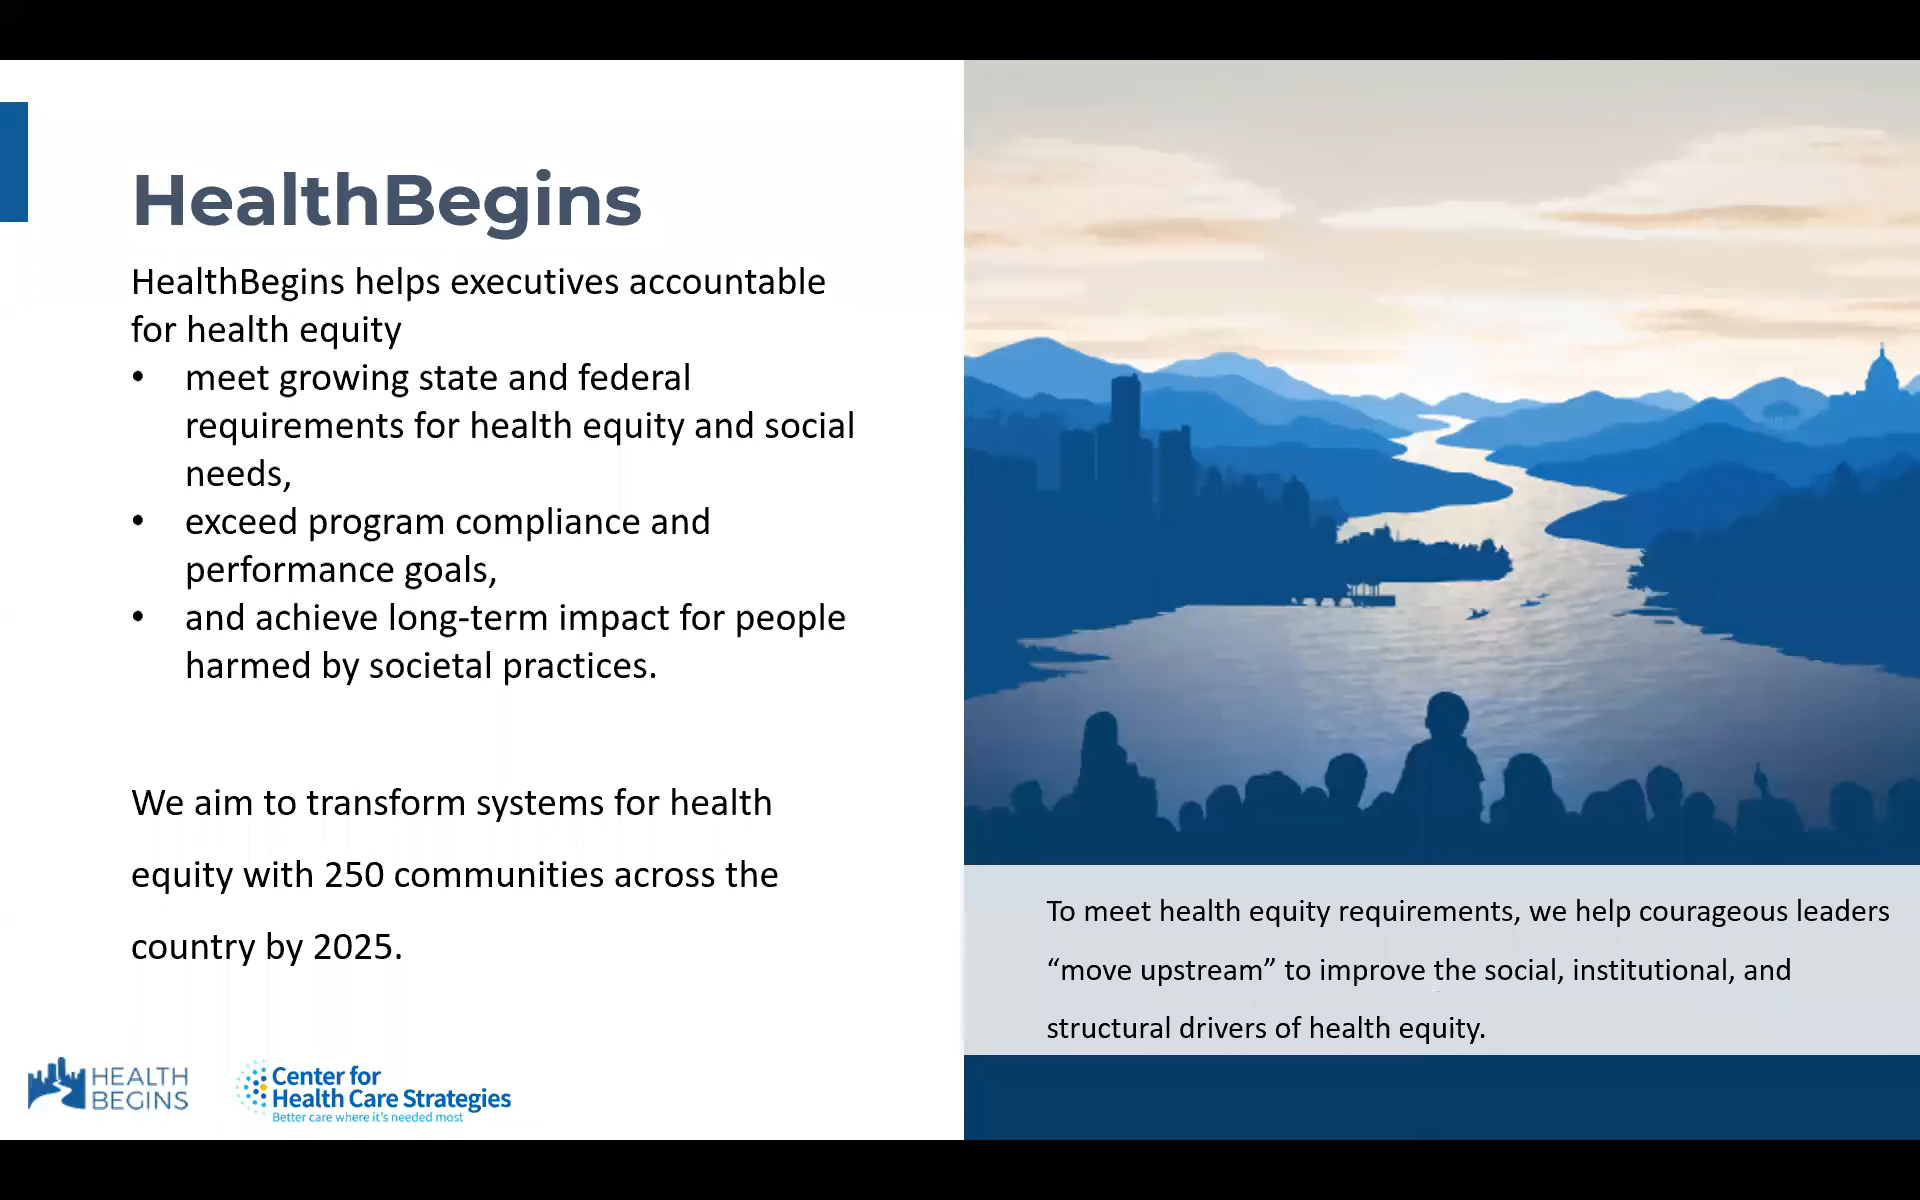 HealthBegins
HealthBegins helps executives accountable
for health equity
• meet growing state and federal
requirements for health equity and social
needs,
• exceed program compliance and
performance goals,
• and achieve long-term impact for people
harmed by societal practices.
We aim to transform systems for health
equity with 250 communities across the
country by 2025.
To meet health equity requirements, we help courageous leaders
“move upstream” to improve the social, institutional, and
structural drivers of health equity.
HEALTH
BEGINS
Center for
Health Care Strategies
Better care where it's needed most